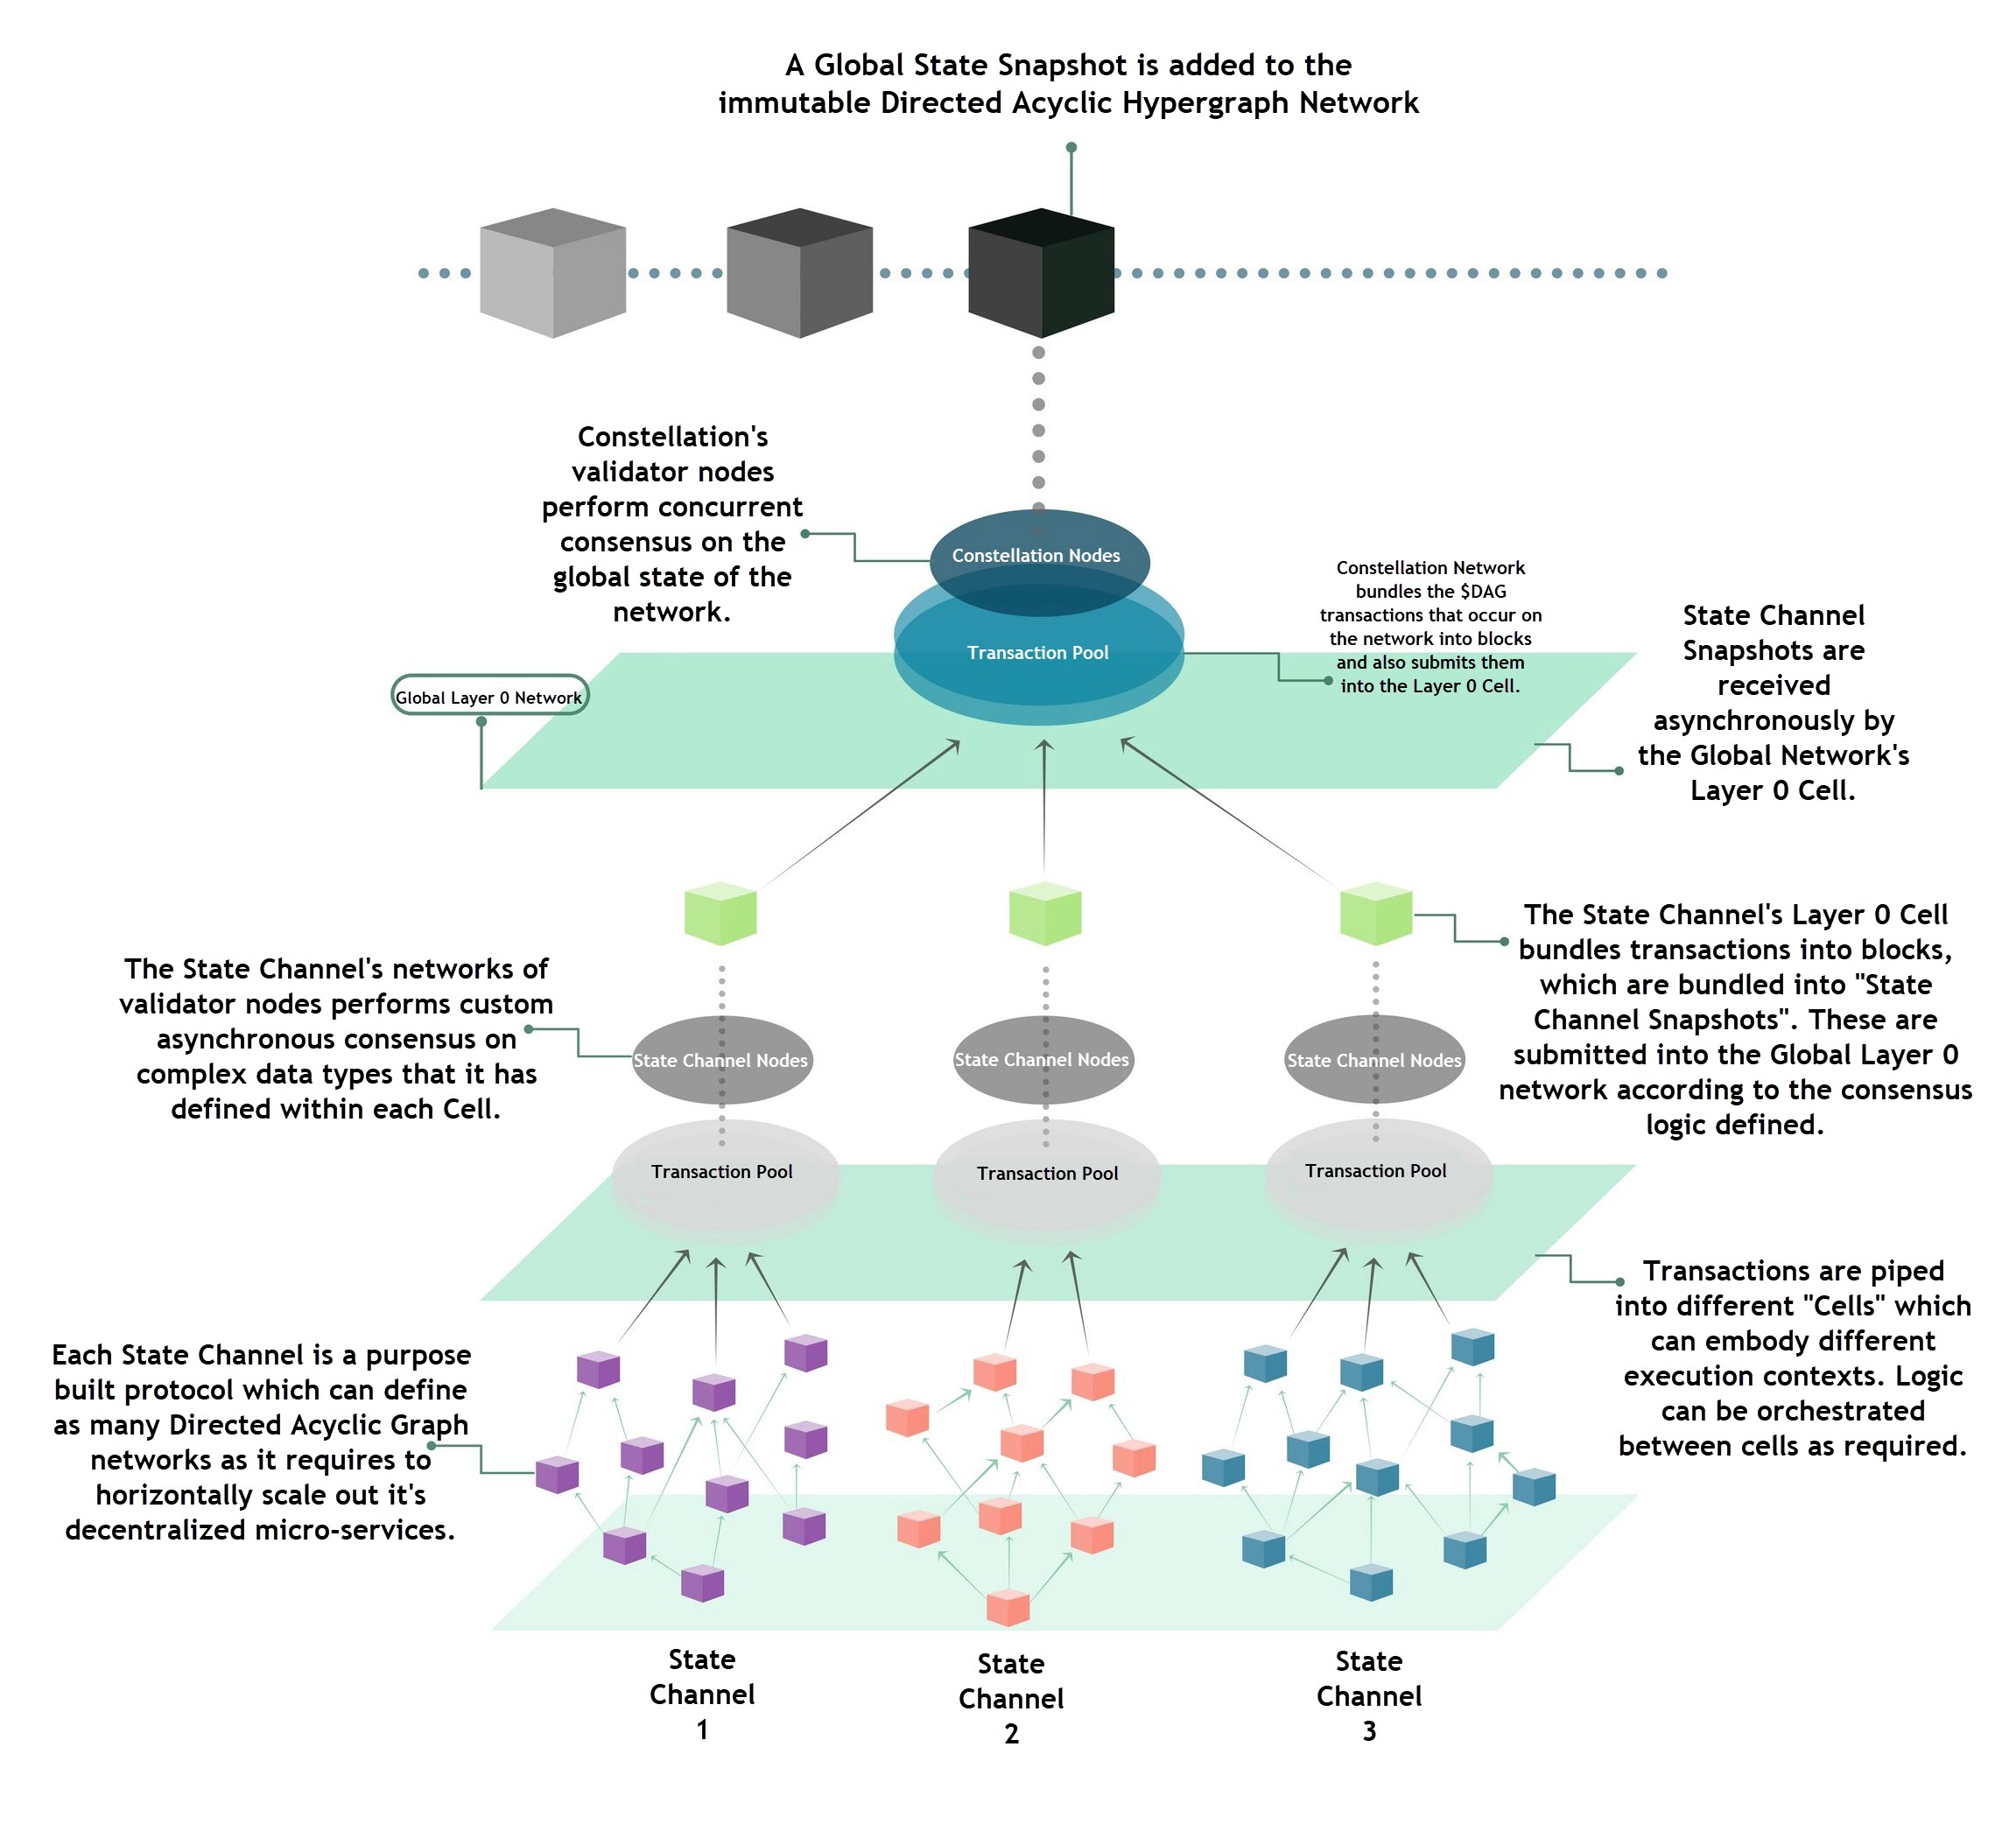 A Global State Snapshot is added to the
immutable Directed Acyclic Hypergraph Network
Constellation's
validator nodes
perform concurrent
consensus on the
global state of the
network.
Constellation Nodes
Transaction Pool
Constellation Network
bundles the $DAG
transactions that occur on
the network into blocks
and also submits them
into the Layer 0 Cell.
State Channel
Snapshots are
received
asynchronously by
the Global Network's
Layer 0 Cell.
Global Layer 0 Network
The State Channel's networks of
validator nodes performs custom
asynchronous consensus on
complex data types that it has
defined within each Cell.
The State Channel's Layer 0 Cell
bundles transactions into blocks,
which are bundled into "State
Channel Snapshots". These are
submitted into the Global Layer 0
network according to the consensus
logic defined.
State Channel Nodes
State Channel Nodes
State Channel Nodes
Transaction Pool
Transaction Pool
Transaction Pool
Transactions are piped
into different "Cells" which
can embody different
execution contexts. Logic
can be orchestrated
between cells as required.
Each State Channel is a purpose
built protocol which can define
as many Directed Acyclic Graph
networks as it requires to
horizontally scale out it's
decentralized micro-services.
State
Channel
1
State
Channel
2
State
Channel
3